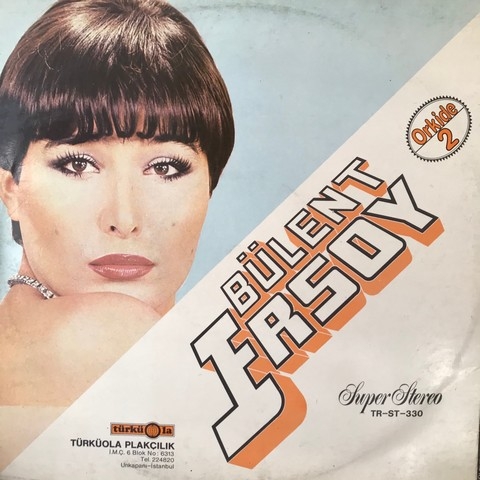 Orkide
2
BÜLENT
ERSOY
Super Stereo
TR-ST-330
türküola
TÜRKÜOLA PLAKÇILIK
İ.M.Ç. 6 Blok No: 6313
Tel. 224820
Unkapanı-İstanbul